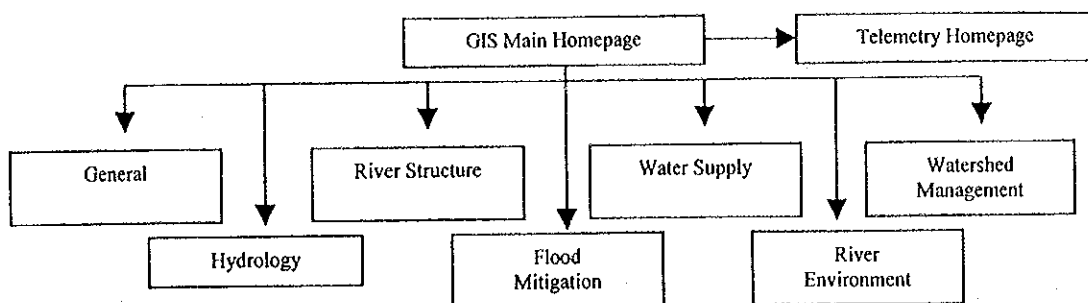 GIS Main Homepage
Telemetry Homepage
General
River Structure
Water Supply
Watershed
Management
Hydrology
Flood
Mitigation
River
Environment